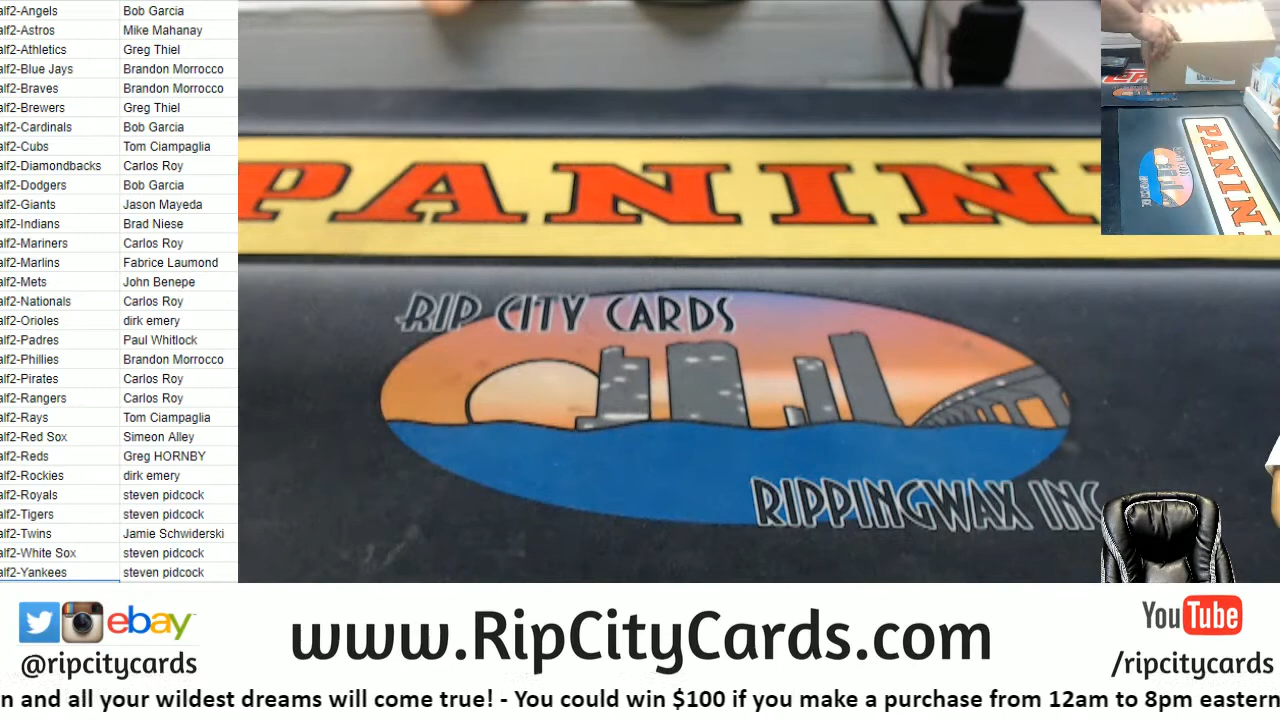 alf2-Angels Bob Garcia
alf2-Astros Mike Mahanay
alf2-Athletics Greg Thiel
alf2-Blue Jays Brandon Morrocco
alf2-Braves Brandon Morrocco
alf2-Brewers Greg Thiel
alf2-Cardinals Bob Garcia
alf2-Cubs Tom Ciampaglia
alf2-Diamondbacks Carlos Roy
alf2-Dodgers Bob Garcia
alf2-Giants Jason Mayeda
alf2-Indians Brad Niese
alf2-Mariners Carlos Roy
alf2-Marlins Fabrice Laumond
alf2-Mets John Benepe
alf2-Nationals Carlos Roy
alf2-Orioles dirk emery
alf2-Padres Paul Whitlock
alf2-Phillies Brandon Morrocco
alf2-Pirates Carlos Roy
alf2-Rangers Carlos Roy
alf2-Rays Tom Ciampaglia
alf2-Red Sox Simeon Alley
alf2-Reds Greg HORNBY
alf2-Rockies dirk emery
alf2-Royals steven pidcock
alf2-Tigers steven pidcock
alf2-Twins Jamie Schwiderski
alf2-White Sox steven pidcock
alf2-Yankees steven pidcock
PANINI
RIP CITY CARDS
RIPPINGWAX INC
PANINI
ebay
@ripcitycards
www.RipCityCards.com
YouTube
/ripcitycards
n and all your wildest dreams will come true! - You could win $100 if you make a purchase from 12am to 8pm eastern